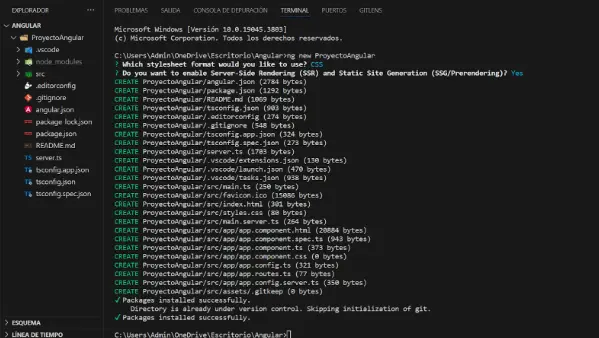 EXPLORADOR
ANGULAR
ProyectoAngular
.vscode
node_modules
src
.editorconfig
.gitignore
angular.json
package-lock.json
package.json
README.md
server.ts
tsconfig.app.json
tsconfig.json
tsconfig.spec.json
ESQUEMA
LÍNEA DE TIEMPO
PROBLEMAS SALIDA CONSOLA DE DEPURACIÓN TERMINAL PUERTOS GITLENS
Microsoft Windows [Versión 10.0.19045.3803]
(c) Microsoft Corporation. Todos los derechos reservados.
C:\Users\Admin\OneDrive\Escritorio\Angular>ng new ProyectoAngular
? Which stylesheet format would you like to use? CSS
? Do you want to enable Server-Side Rendering (SSR) and Static Site Generation (SSG/Prerendering)? Yes
CREATE ProyectoAngular/angular.json (2784 bytes)
CREATE ProyectoAngular/package.json (1292 bytes)
CREATE ProyectoAngular/README.md (1069 bytes)
CREATE ProyectoAngular/tsconfig.json (903 bytes)
CREATE ProyectoAngular/.editorconfig (274 bytes)
CREATE ProyectoAngular/.gitignore (548 bytes)
CREATE ProyectoAngular/tsconfig.app.json (324 bytes)
CREATE ProyectoAngular/tsconfig.spec.json (273 bytes)
CREATE ProyectoAngular/server.ts (1703 bytes)
CREATE ProyectoAngular/.vscode/extensions.json (130 bytes)
CREATE ProyectoAngular/.vscode/launch.json (470 bytes)
CREATE ProyectoAngular/.vscode/tasks.json (938 bytes)
CREATE ProyectoAngular/src/main.ts (250 bytes)
CREATE ProyectoAngular/src/favicon.ico (15086 bytes)
CREATE ProyectoAngular/src/index.html (301 bytes)
CREATE ProyectoAngular/src/styles.css (80 bytes)
CREATE ProyectoAngular/src/main.server.ts (264 bytes)
CREATE ProyectoAngular/src/app/app.component.html (20884 bytes)
CREATE ProyectoAngular/src/app/app.component.spec.ts (943 bytes)
CREATE ProyectoAngular/src/app/app.component.ts (373 bytes)
CREATE ProyectoAngular/src/app/app.component.css (0 bytes)
CREATE ProyectoAngular/src/app/app.config.ts (321 bytes)
CREATE ProyectoAngular/src/app/app.routes.ts (77 bytes)
CREATE ProyectoAngular/src/app/app.config.server.ts (350 bytes)
CREATE ProyectoAngular/src/assets/.gitkeep (0 bytes)
√ Packages installed successfully.
Directory is already under version control. Skipping initialization of git.
√ Packages installed successfully.
C:\Users\Admin\OneDrive\Escritorio\Angular>